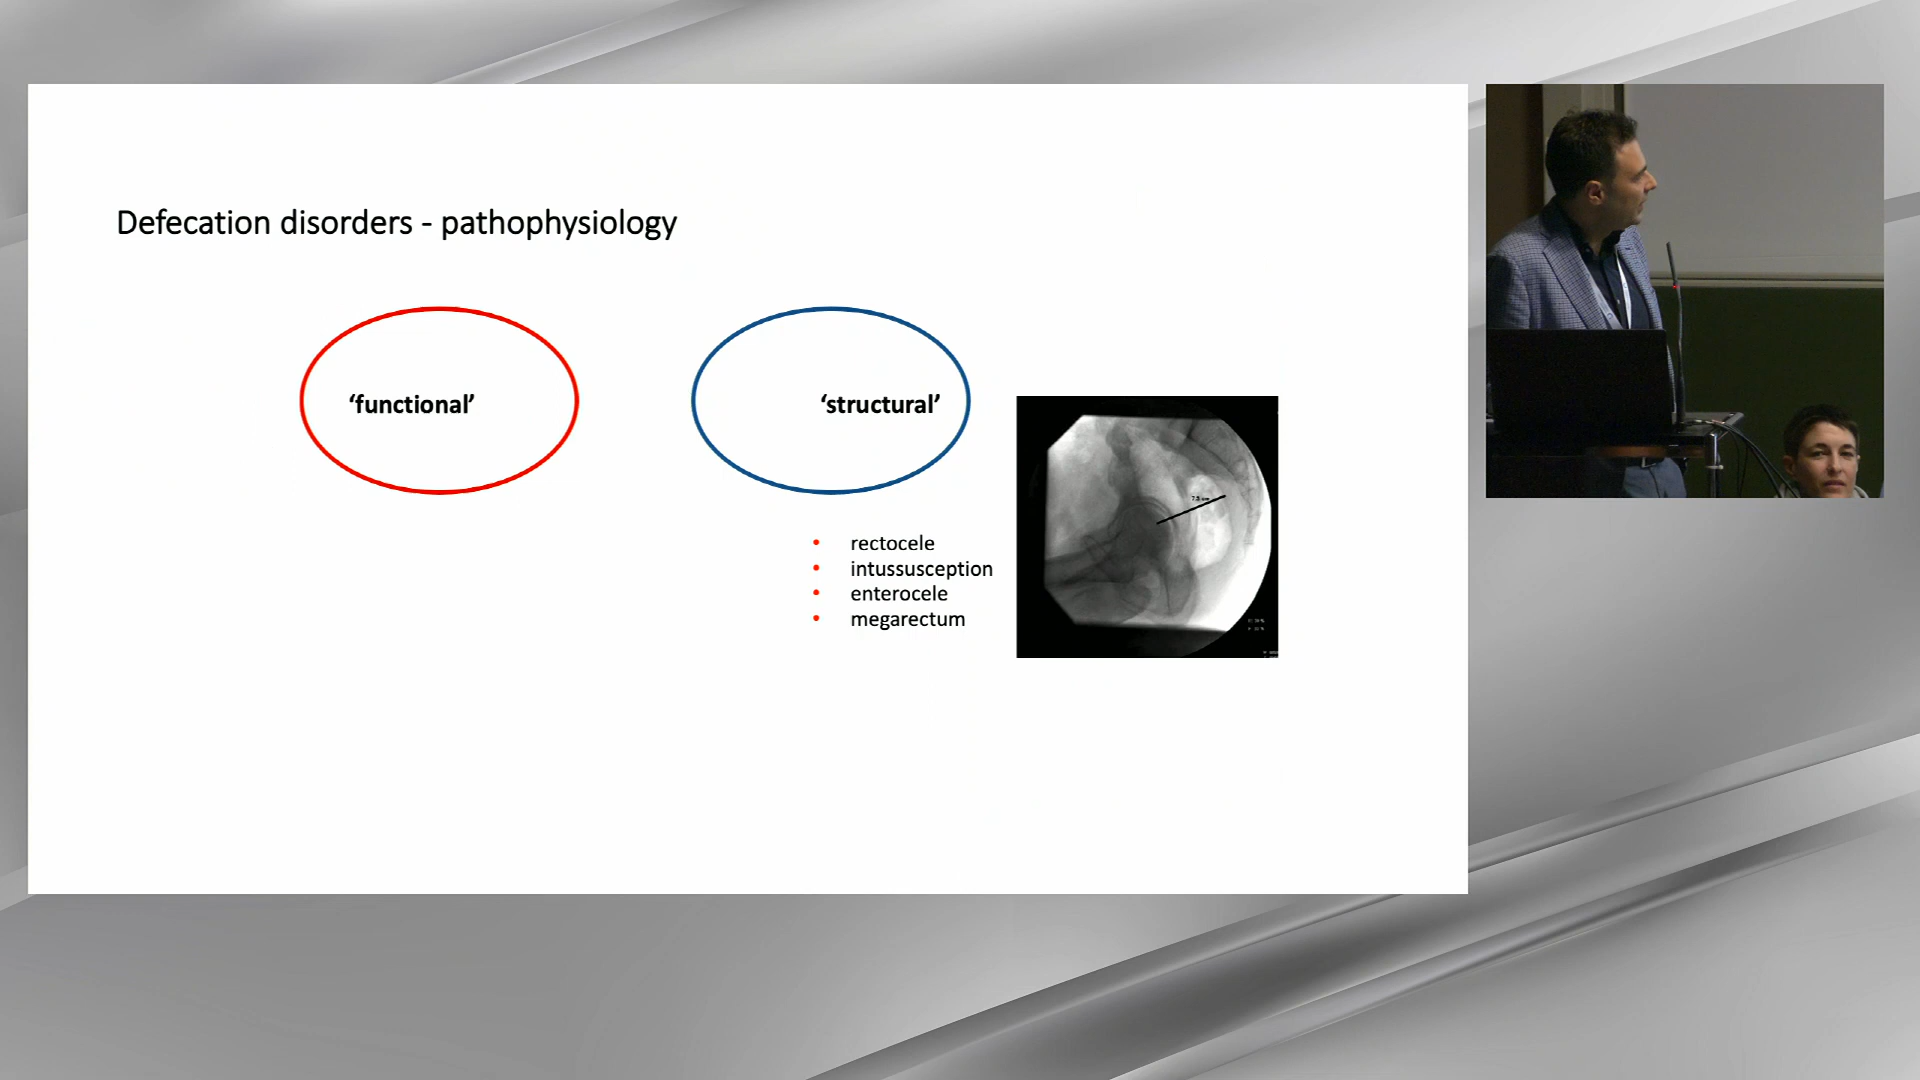 Defecation disorders - pathophysiology
‘functional’
‘structural’
• rectocele
• intussusception
• enterocele
• megarectum